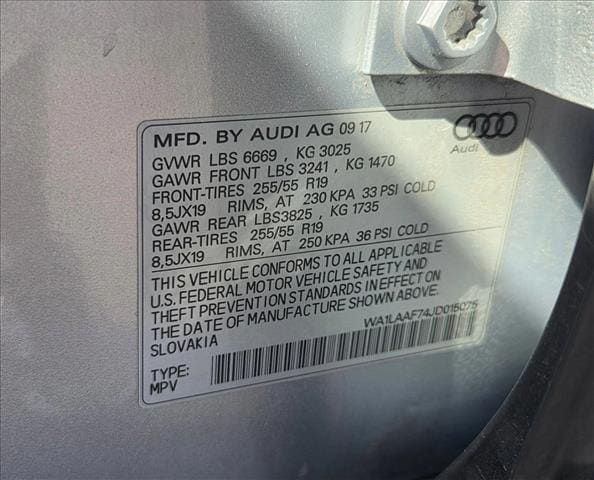 MFD. BY AUDI AG 09 17
GVWR LBS 6669 , KG 3025
GAWR FRONT LBS 3241 , KG 1470
FRONT-TIRES 255/55 R19
8,5JX19 RIMS, AT 230 KPA 33 PSI COLD
GAWR REAR LBS3825 , KG 1735
REAR-TIRES 255/55 R19
8,5JX19 RIMS, AT 250 KPA 36 PSI COLD
Audi
THIS VEHICLE CONFORMS TO ALL APPLICABLE
U.S. FEDERAL MOTOR VEHICLE SAFETY AND
THEFT PREVENTION STANDARDS IN EFFECT ON
THE DATE OF MANUFACTURE SHOWN ABOVE.
SLOVAKIA
WA1LAAF74JD015075
TYPE:
MPV